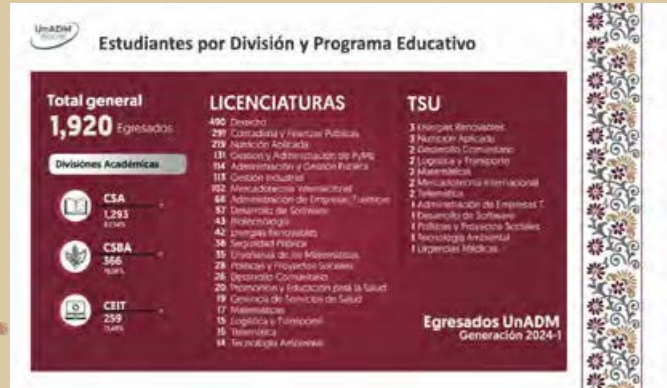 UnADM
Estudiantes por División y Programa Educativo
Total general
1,920 Egresados
Divisiónes Académicas
CSA
1,293
CSBA
366
CEIT
259
LICENCIATURAS
490 Derecho
291 Contaduría y Finanzas Públicas
219 Nutrición Aplicada
131 Gestión y Administración de PyME
114 Administración y Gestión Pública
113 Gestión Industrial
102 Mercadotecnia Internacional
68 Administración de Empresas Turísticas
57 Desarrollo de Software
43 Biotecnología
42 Energías Renovables
38 Seguridad Pública
35 Enseñanza de las Matemáticas
28 Políticas y Proyectos Sociales
26 Desarrollo Comunitario
20 Promoción y Educación para la Salud
19 Gerencia de Servicios de Salud
17 Matemáticas
15 Logística y Transporte
15 Telemática
14 Tecnología Ambiental
TSU
3 Energías Renovables
3 Nutrición Aplicada
2 Desarrollo Comunitario
2 Logística y Transporte
2 Matemáticas
2 Mercadotecnia Internacional
2 Telemática
1 Administración de Empresas T.
1 Desarrollo de Software
1 Políticas y Proyectos Sociales
1 Tecnología Ambiental
1 Urgencias Médicas
Egresados UnADM
Generación 2024-1